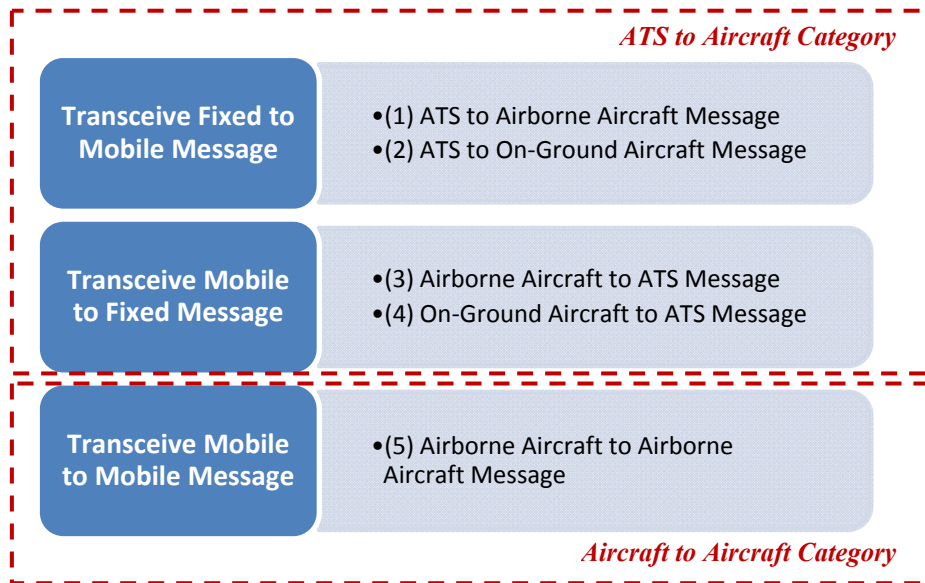 ATS to Aircraft Category
Transceive Fixed to
Mobile Message
•(1) ATS to Airborne Aircraft Message
•(2) ATS to On-Ground Aircraft Message
Transceive Mobile
to Fixed Message
•(3) Airborne Aircraft to ATS Message
•(4) On-Ground Aircraft to ATS Message
Transceive Mobile
to Mobile Message
•(5) Airborne Aircraft to Airborne
Aircraft Message
Aircraft to Aircraft Category